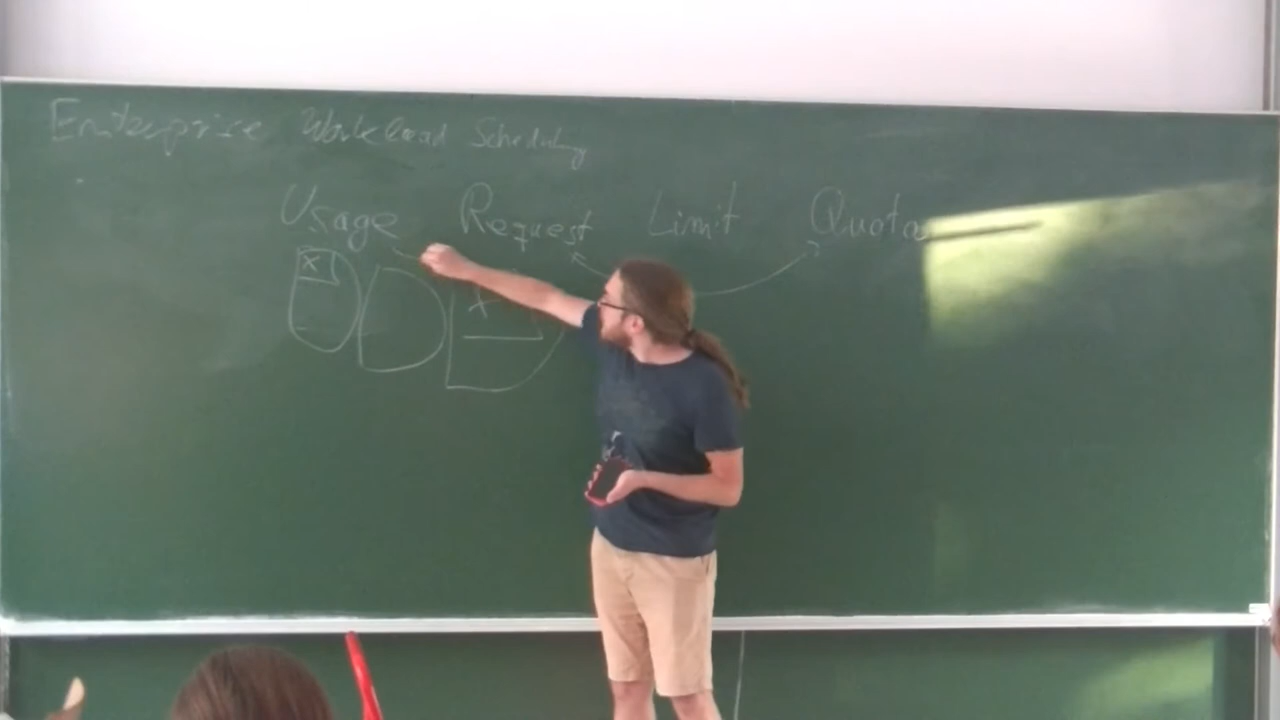 Enterprise Workload Scheduling
Usage Request Limit Quota
x
x